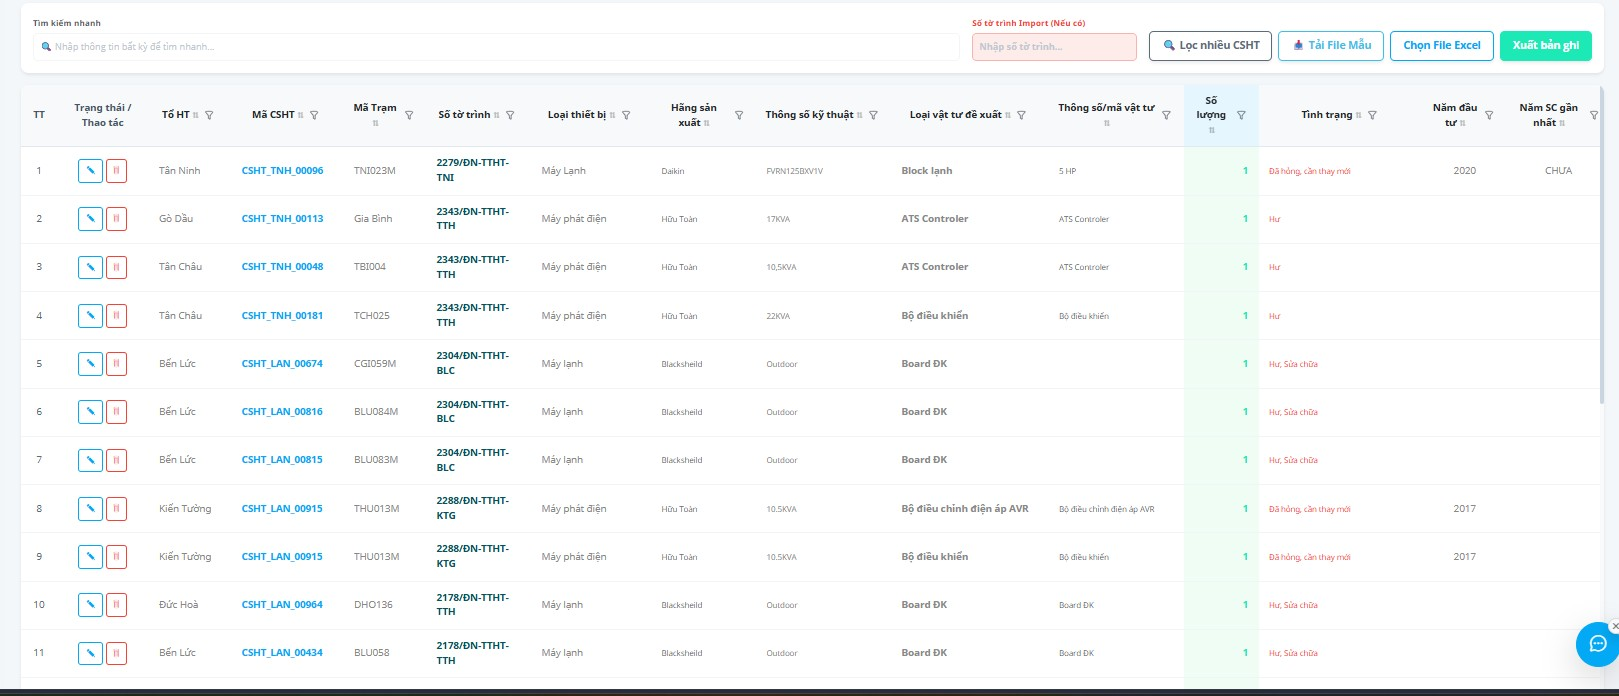 Tìm kiếm nhanh
Số tờ trình Import (Nếu có)
Nhập thông tin bất kỳ để tìm nhanh...
Nhập số tờ trình...
Lọc nhiều CSHT
Tải File Mẫu
Chọn File Excel
Xuất bản ghi
TT
Trạng thái /
Thao tác
Tổ HT
Mã CSHT
Mã Trạm
Số tờ trình
Loại thiết bị
Hãng sản
xuất
Thông số kỹ thuật
Loại vật tư đề xuất
Thông số/mã vật tư
Số
lượng
Tình trạng
Năm đầu
tư
Năm SC gần
nhất
1 Tân Ninh CSHT_TNH_00096 TNI023M 2279/ĐN-TTHT- Máy Lạnh Daikin FVRN125BXV1V Block lạnh 5 HP 1 Đã hỏng, cần thay mới 2020 CHƯA
TNI
2 Gò Dầu CSHT_TNH_00113 Gia Bình 2343/ĐN-TTHT- Máy phát điện Hữu Toàn 17KVA ATS Controler ATS Controler 1 Hư
TTH
3 Tân Châu CSHT_TNH_00048 TBI004 2343/ĐN-TTHT- Máy phát điện Hữu Toàn 10,5KVA ATS Controler ATS Controler 1 Hư
TTH
4 Tân Châu CSHT_TNH_00181 TCH025 2343/ĐN-TTHT- Máy phát điện Hữu Toàn 22KVA Bộ điều khiển Bộ điều khiển 1 Hư
TTH
5 Bến Lức CSHT_LAN_00674 CGI059M 2304/ĐN-TTHT- Máy lạnh Blacksheild Outdoor Board ĐK 1 Hư, Sửa chữa
BLC
6 Bến Lức CSHT_LAN_00816 BLU084M 2304/ĐN-TTHT- Máy lạnh Blacksheild Outdoor Board ĐK 1 Hư, Sửa chữa
BLC
7 Bến Lức CSHT_LAN_00815 BLU083M 2304/ĐN-TTHT- Máy lạnh Blacksheild Outdoor Board ĐK 1 Hư, Sửa chữa
BLC
8 Kiến Tường CSHT_LAN_00915 THU013M 2288/ĐN-TTHT- Máy phát điện Hữu Toàn 10.5KVA Bộ điều chỉnh điện áp AVR Bộ điều chỉnh điện áp AVR 1 Đã hỏng, cần thay mới 2017
KTG
9 Kiến Tường CSHT_LAN_00915 THU013M 2288/ĐN-TTHT- Máy phát điện Hữu Toàn 10.5KVA Bộ điều khiển Bộ điều khiển 1 Đã hỏng, cần thay mới 2017
KTG
10 Đức Hoà CSHT_LAN_00964 DHO136 2178/ĐN-TTHT- Máy lạnh Blacksheild Outdoor Board ĐK Board ĐK 1 Hư, Sửa chữa
TTH
11 Bến Lức CSHT_LAN_00434 BLU058 2178/ĐN-TTHT- Máy lạnh Blacksheild Outdoor Board ĐK Board ĐK 1 Hư, Sửa chữa
TTH